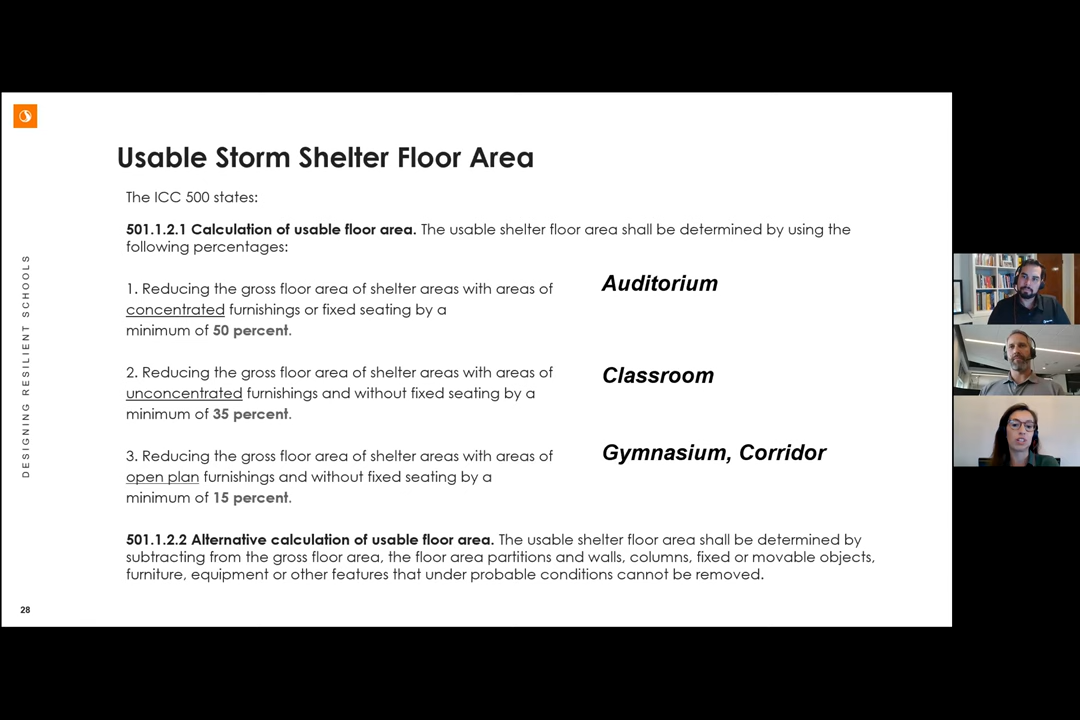 Usable Storm Shelter Floor Area
The ICC 500 states:
501.1.2.1 Calculation of usable floor area. The usable shelter floor area shall be determined by using the
following percentages:
1. Reducing the gross floor area of shelter areas with areas of
concentrated furnishings or fixed seating by a
minimum of 50 percent.
Auditorium
2. Reducing the gross floor area of shelter areas with areas of
unconcentrated furnishings and without fixed seating by a
minimum of 35 percent.
Classroom
3. Reducing the gross floor area of shelter areas with areas of
open plan furnishings and without fixed seating by a
minimum of 15 percent.
Gymnasium, Corridor
501.1.2.2 Alternative calculation of usable floor area. The usable shelter floor area shall be determined by
subtracting from the gross floor area, the floor area partitions and walls, columns, fixed or movable objects,
furniture, equipment or other features that under probable conditions cannot be removed.
DESIGNING RESILIENT SCHOOLS
28